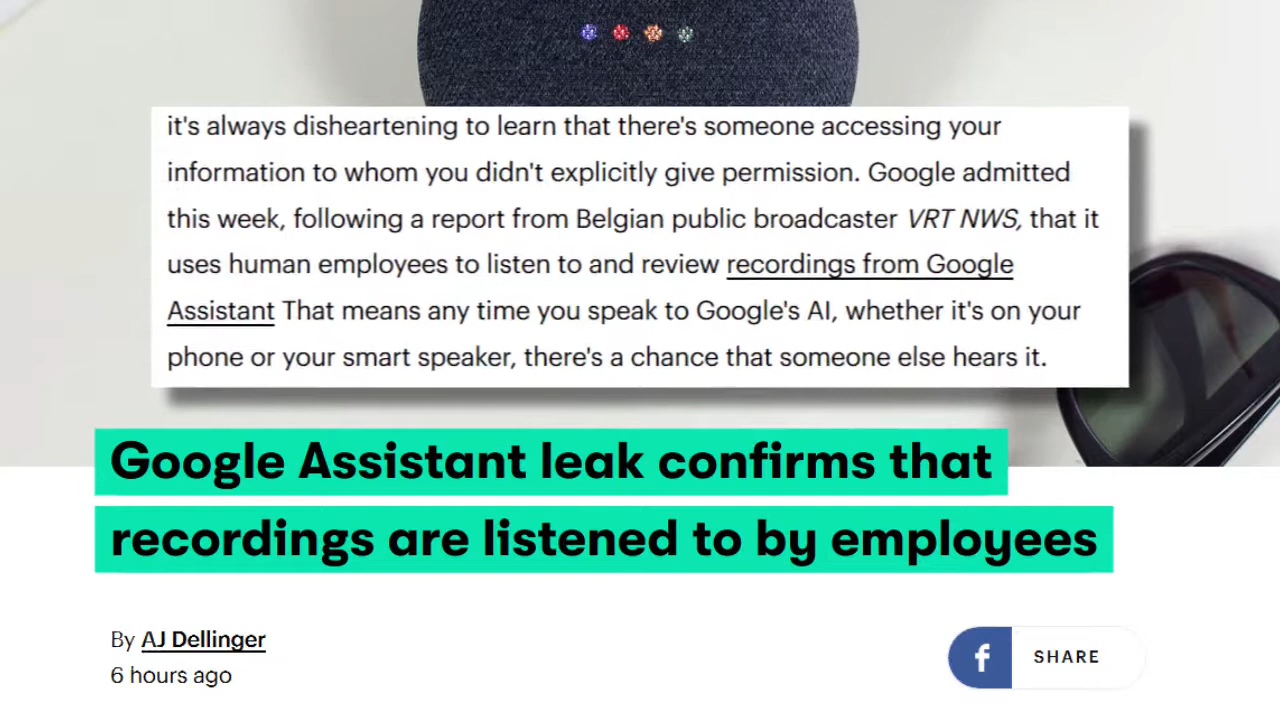 it's always disheartening to learn that there's someone accessing your
information to whom you didn't explicitly give permission. Google admitted
this week, following a report from Belgian public broadcaster VRT NWS, that it
uses human employees to listen to and review recordings from Google
Assistant That means any time you speak to Google's AI, whether it's on your
phone or your smart speaker, there's a chance that someone else hears it.
Google Assistant leak confirms that
recordings are listened to by employees
By AJ Dellinger
6 hours ago
f SHARE